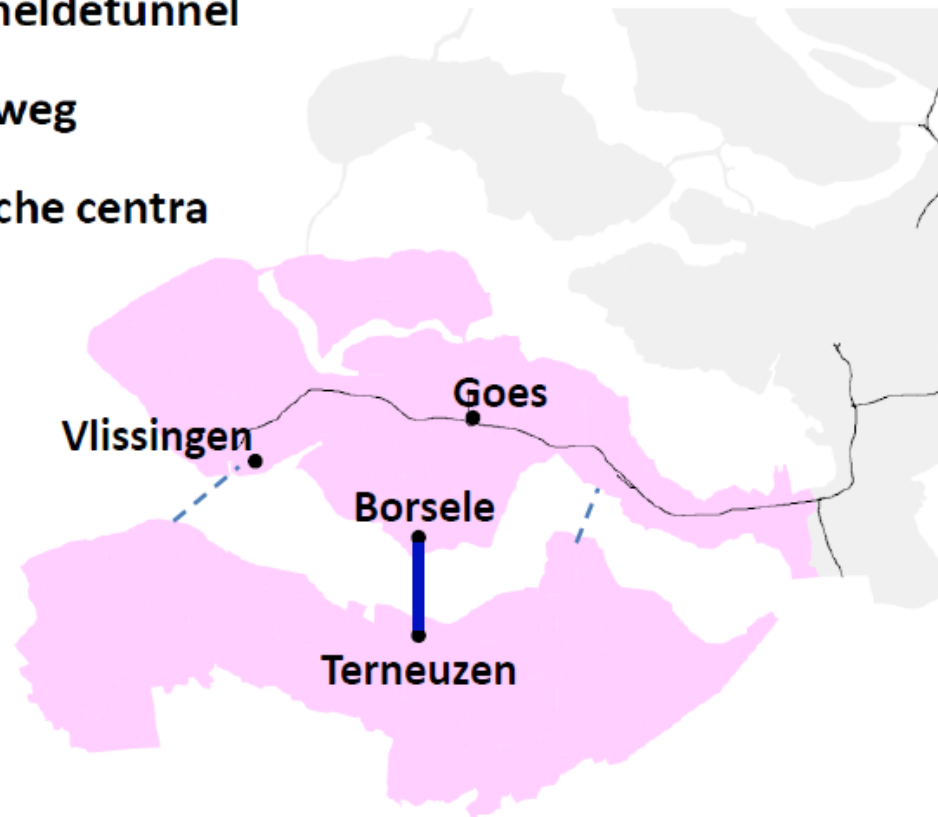 heldetunnel
weg
che centra
Goes
Vlissingen
Borsele
Terneuzen